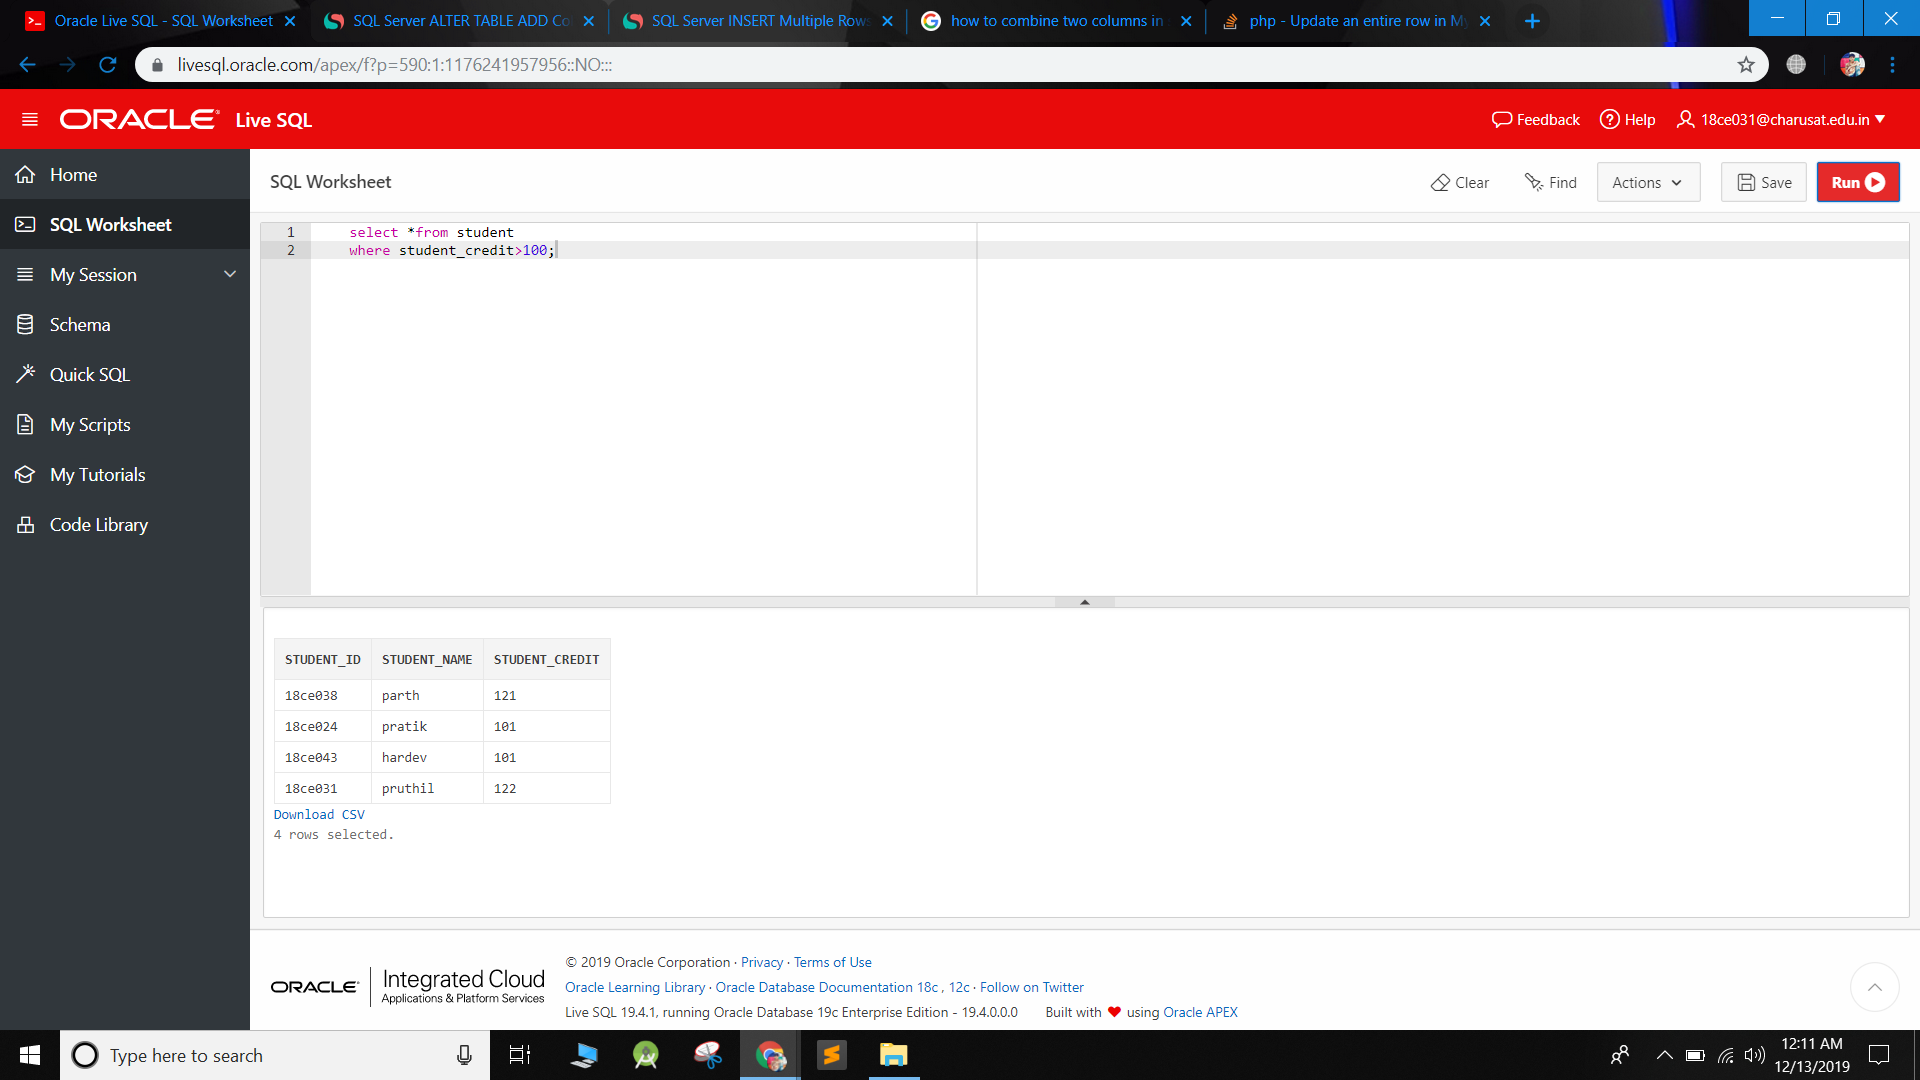 Oracle Live SQL - SQL Worksheet
SQL Server ALTER TABLE ADD Co
SQL Server INSERT Multiple Rows
how to combine two columns in
php - Update an entire row in My
livesql.oracle.com/apex/f?p=590:1:1176241957956::NO:::
ORACLE Live SQL
Feedback
Help
18ce031@charusat.edu.in
Home
SQL Worksheet
My Session
Schema
Quick SQL
My Scripts
My Tutorials
Code Library
SQL Worksheet
Clear
Find
Actions
Save
Run
1 select *from student
2 where student_credit>100;
STUDENT_ID STUDENT_NAME STUDENT_CREDIT
18ce038 parth 121
18ce024 pratik 101
18ce043 hardev 101
18ce031 pruthil 122
Download CSV
4 rows selected.
ORACLE Integrated Cloud
Applications & Platform Services
© 2019 Oracle Corporation · Privacy · Terms of Use
Oracle Learning Library · Oracle Database Documentation 18c , 12c · Follow on Twitter
Live SQL 19.4.1, running Oracle Database 19c Enterprise Edition - 19.4.0.0.0 Built with ♥ using Oracle APEX
Type here to search
12:11 AM
12/13/2019